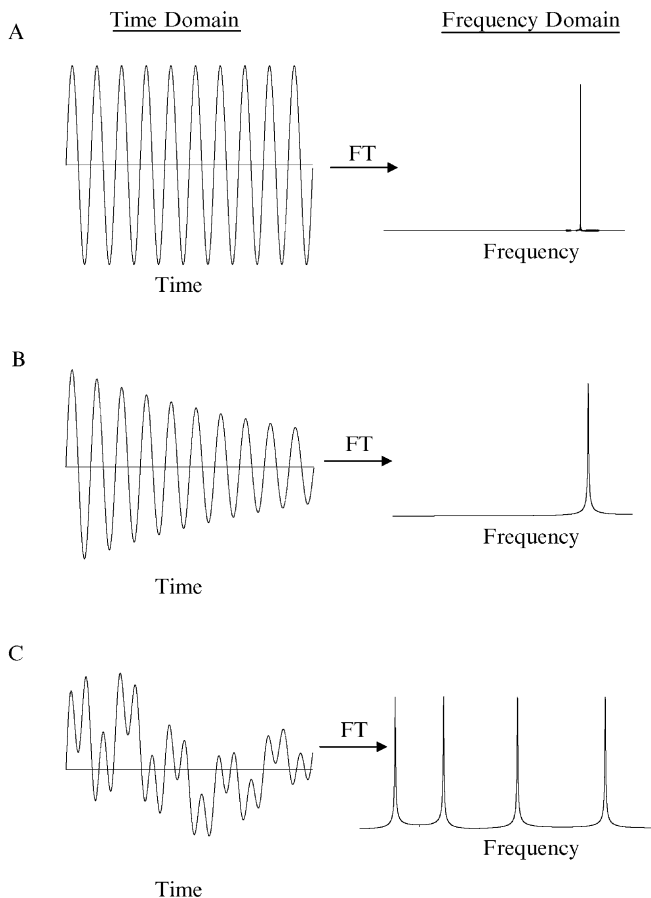 A
Time Domain
Frequency Domain
FT
Time
Frequency
B
FT
Time
Frequency
C
FT
Time
Frequency